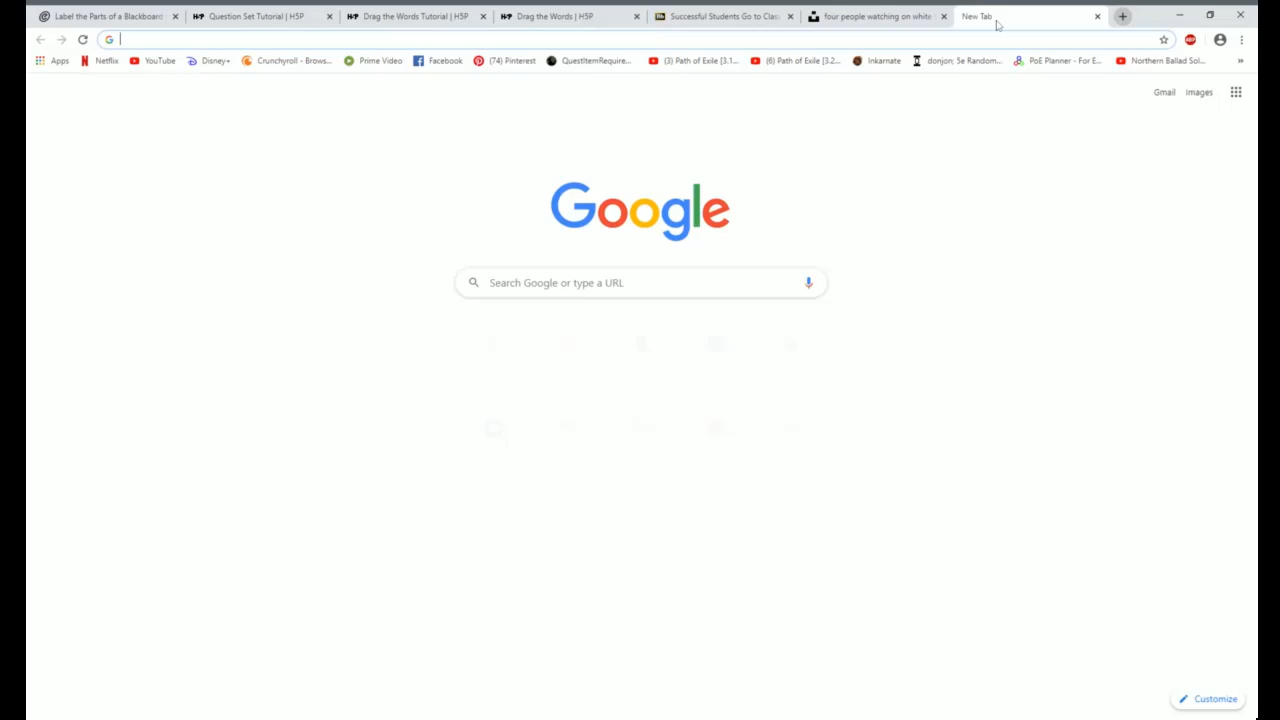 Label the Parts of a Blackboard
Question Set Tutorial | H5P
Drag the Words Tutorial | H5P
Drag the Words | H5P
Successful Students Go to Clas
four people watching on white
New Tab
Apps
Netflix
YouTube
Disney+
Crunchyroll - Brows...
Prime Video
Facebook
(74) Pinterest
QuestItemRequire...
(3) Path of Exile [3.1...
(6) Path of Exile [3.2...
Inkarnate
donjon; 5e Random...
PoE Planner - For E...
Northern Ballad Sol...
»
Gmail
Images
Google
Search Google or type a URL
Customize